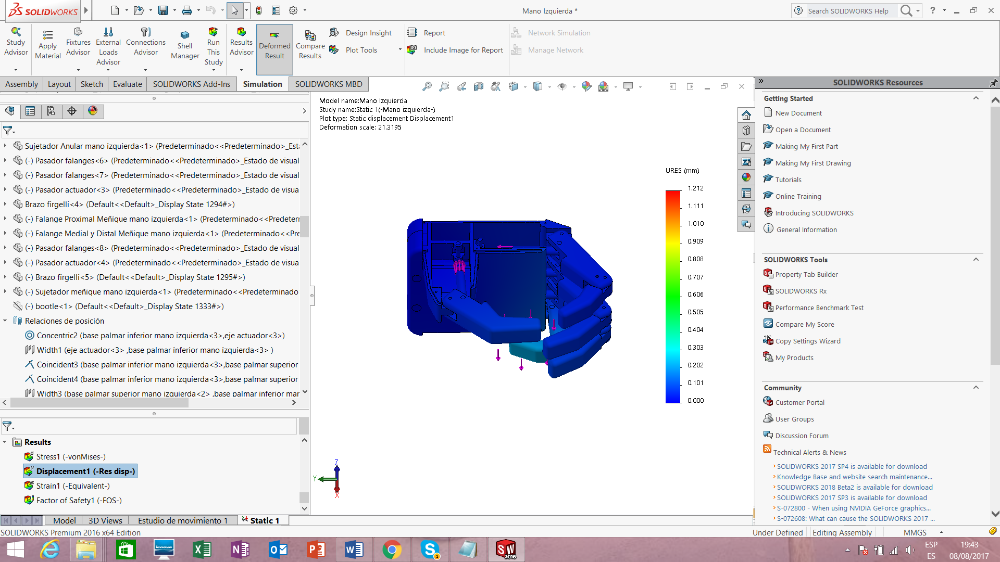 SOLIDWORKS
Mano Izquierda *
Search SOLIDWORKS Help
Study Advisor
Apply Material
Fixtures Advisor
External Loads Advisor
Connections Advisor
Shell Manager
Run This Study
Results Advisor
Deformed Result
Compare Results
Design Insight
Plot Tools
Report
Include Image for Report
Network Simulation
Manage Network
Assembly
Layout
Sketch
Evaluate
SOLIDWORKS Add-Ins
Simulation
SOLIDWORKS MBD
Sujetador Anular mano izquierda<1> (Predeterminado<<Predeterminado>_Est
(-) Pasador falanges<6> (Predeterminado<<Predeterminado>_Estado de visual
(-) Pasador falanges<7> (Predeterminado<<Predeterminado>_Estado de visual
(-) Pasador actuador<3> (Predeterminado<<Predeterminado>_Estado de visua
Brazo firgelli<4> (Default<<Default>_Display State 1294#>)
(-) Falange Proximal Meñique mano izquierda<1> (Predeterminado<<Predeter
(-) Falange Medial y Distal Meñique mano izquierda<1> (Predeterminado<<Pre
(-) Pasador falanges<8> (Predeterminado<<Predeterminado>_Estado de visual
(-) Pasador actuador<4> (Predeterminado<<Predeterminado>_Estado de visua
(-) Brazo firgelli<5> (Default<<Default>_Display State 1295#>)
(-) Sujetador meñique mano izquierda<1> (Predeterminado<<Predeterminado
(-) bootle<1> (Default<<Default>_Display State 1333#>)
Relaciones de posición
Concentric2 (base palmar inferior mano izquierda<3>,eje actuador<3>)
Width1 (eje actuador<3> ,base palmar inferior mano izquierda<3> )
Coincident3 (base palmar inferior mano izquierda<3>,base palmar superior
Coincident4 (base palmar inferior mano izquierda<3>,base palmar superior
Width3 (base palmar superior mano izquierda<2> ,base palmar inferior mar
Results
Stress1 (-vonMises-)
Displacement1 (-Res disp-)
Strain1 (-Equivalent-)
Factor of Safety1 (-FOS-)
Model name:Mano Izquierda
Study name:Static 1(-Mano izquierda-)
Plot type: Static displacement Displacement1
Deformation scale: 21.3195
URES (mm)
1.212
1.111
1.010
0.909
0.808
0.707
0.606
0.505
0.404
0.303
0.202
0.101
0.000
Z
Y
X
SOLIDWORKS Resources
Getting Started
New Document
Open a Document
Making My First Part
Making My First Drawing
Tutorials
Online Training
Introducing SOLIDWORKS
General Information
SOLIDWORKS Tools
Property Tab Builder
SOLIDWORKS Rx
Performance Benchmark Test
Compare My Score
Copy Settings Wizard
My Products
Community
Customer Portal
User Groups
Discussion Forum
Technical Alerts & News
SOLIDWORKS 2017 SP4 is available for download
Knowledge Base and website search maintenance...
SOLIDWORKS 2018 Beta2 is available for download
SOLIDWORKS 2017 SP3 is available for download
S-072800 - When using NVIDIA GeForce graphics...
S-072608: What can cause the SOLIDWORKS 2017 ...
Model
3D Views
Estudio de movimiento 1
Static 1
SOLIDWORKS Premium 2016 x64 Edition
Under Defined
Editing Assembly
MMGS
ESP
ES
19:43
08/08/2017
SW
2016